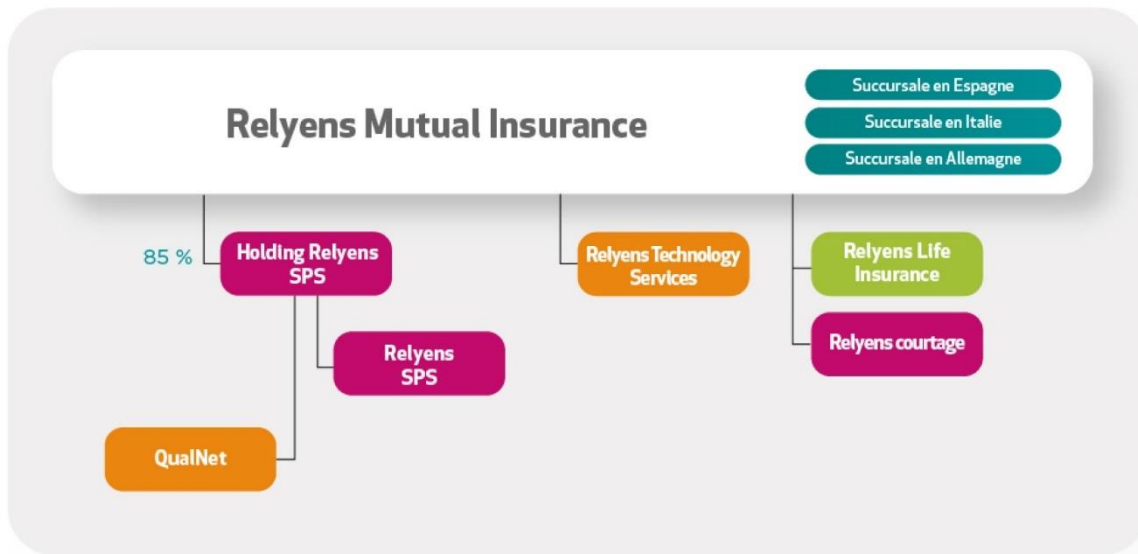 Relyens Mutual Insurance
Succursale en Espagne
Succursale en Italie
Succursale en Allemagne
85 %
Holding Relyens
SPS
Relyens Technology
Services
Relyens Life
Insurance
Relyens
SPS
Relyens courtage
QualNet